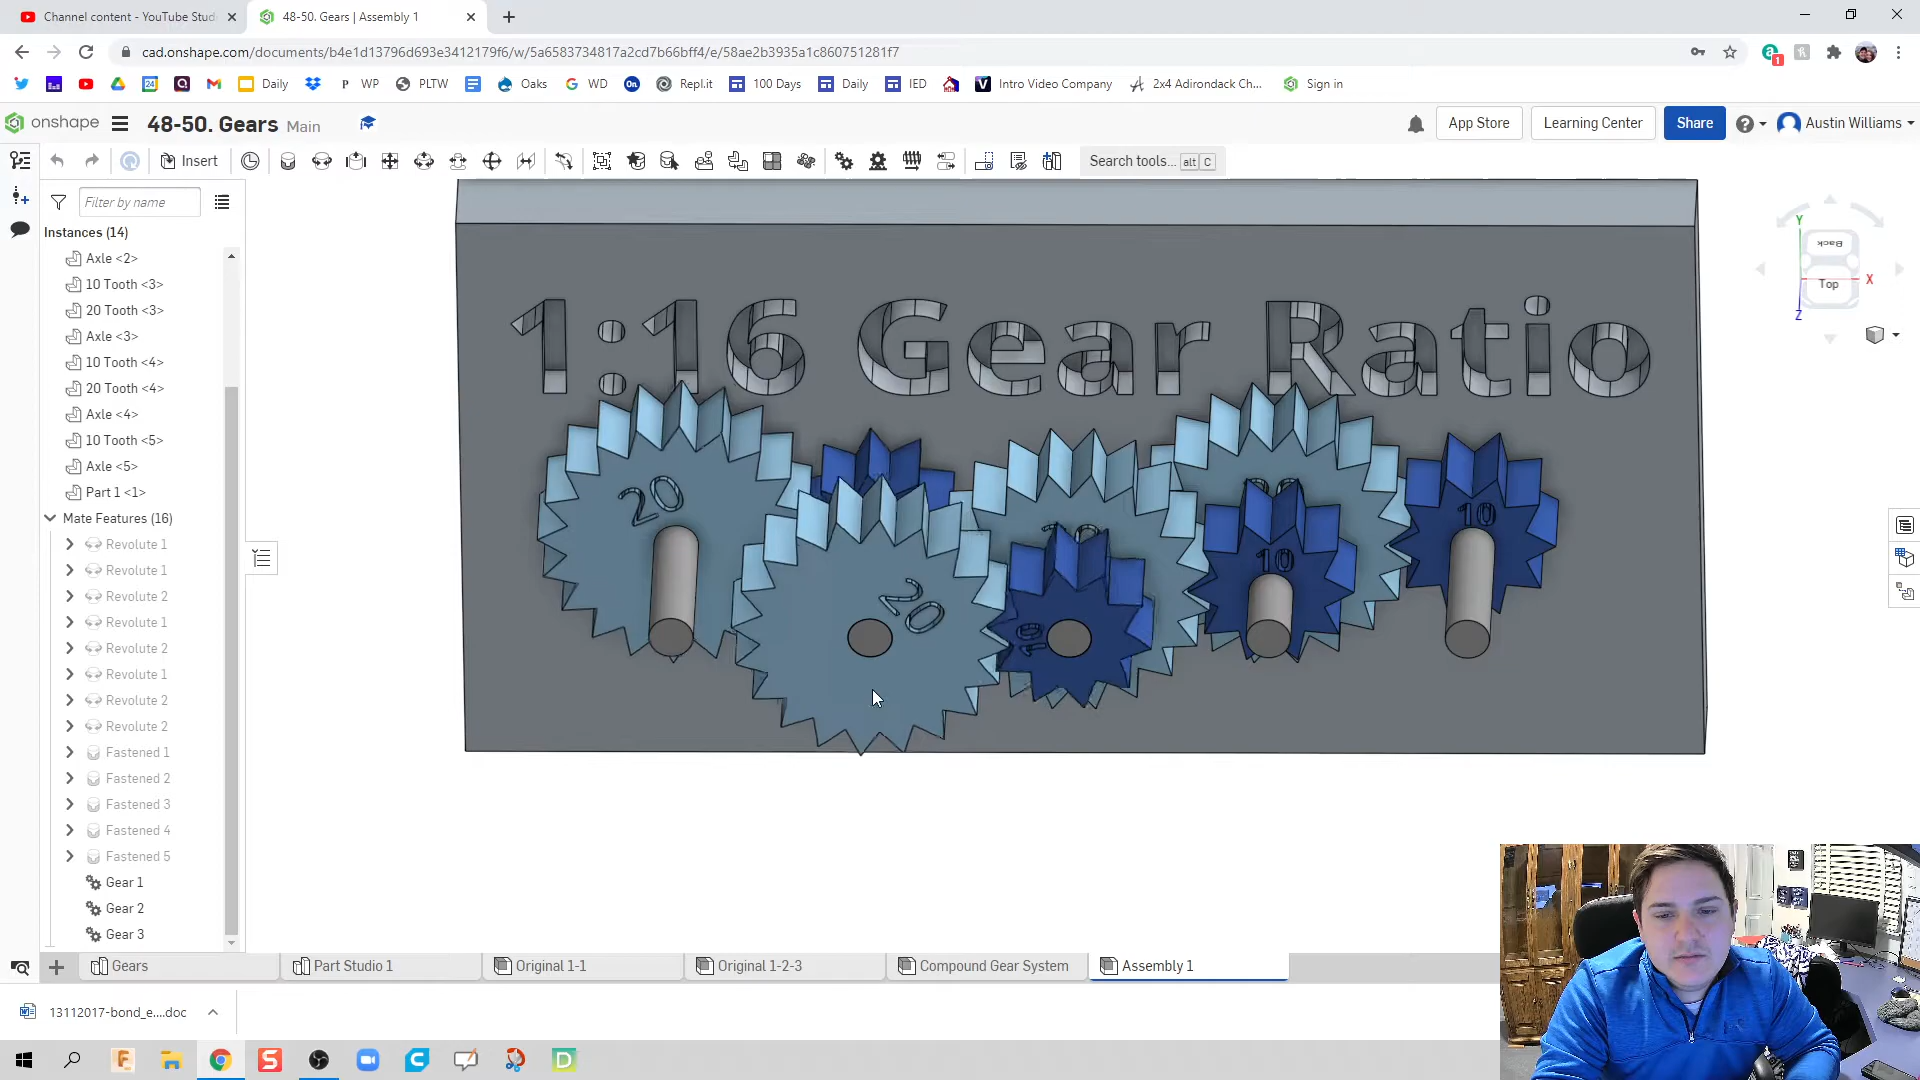 Channel content - YouTube Stud
48-50. Gears | Assembly 1
cad.onshape.com/documents/b4e1d13796d693e3412179f6/w/5a6583734817a2cd7b66bff4/e/58ae2b3935a1c860751281f7
Daily
WP
PLTW
Oaks
WD
Repl.it
100 Days
Daily
IED
Intro Video Company
2x4 Adirondack Ch...
Sign in
onshape
48-50. Gears Main
App Store
Learning Center
Share
Austin Williams
Insert
Search tools... alt C
Filter by name
Instances (14)
Axle <2>
10 Tooth <3>
20 Tooth <3>
Axle <3>
10 Tooth <4>
20 Tooth <4>
Axle <4>
10 Tooth <5>
Axle <5>
Part 1 <1>
Mate Features (16)
Revolute 1
Revolute 1
Revolute 2
Revolute 1
Revolute 2
Revolute 1
Revolute 2
Revolute 2
Fastened 1
Fastened 2
Fastened 3
Fastened 4
Fastened 5
Gear 1
Gear 2
Gear 3
1:16 Gear Ratio
20
20
10
10
10
Y
Back
Top
X
Z
Gears
Part Studio 1
Original 1-1
Original 1-2-3
Compound Gear System
Assembly 1
13112017-bond_e....doc